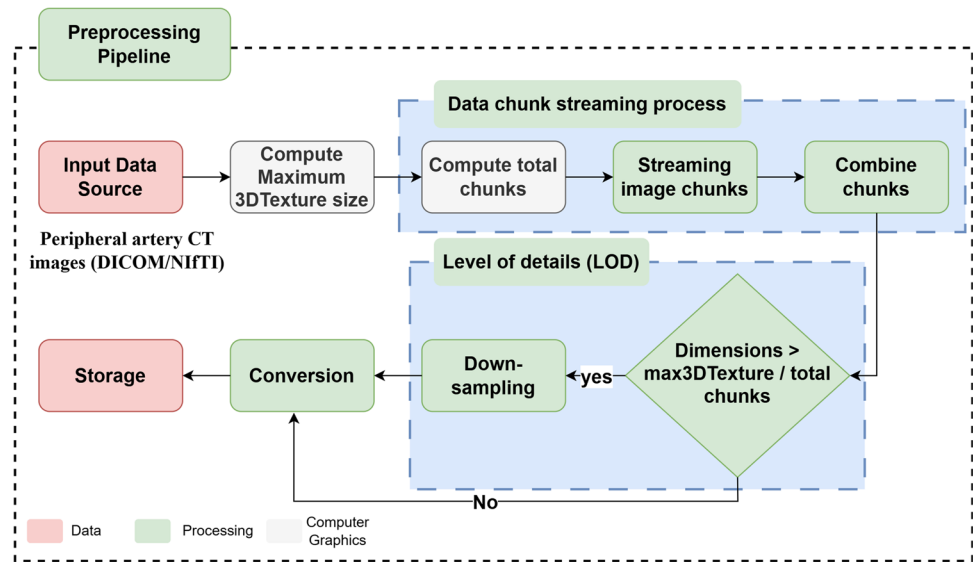 Preprocessing
Pipeline
Data chunk streaming process
Input Data
Source
Compute
Maximum
3DTexture size
Compute total
chunks
Streaming
image chunks
Combine
chunks
Peripheral artery CT
images (DICOM/NIfTI)
Level of details (LOD)
Storage
Conversion
Down-
sampling
yes
Dimensions >
max3DTexture / total
chunks
No
Data
Processing
Computer
Graphics